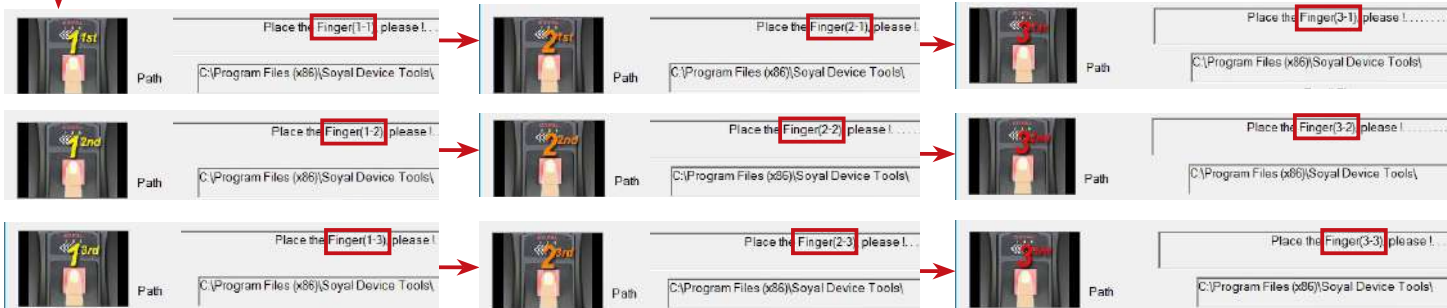 1 1st Place the Finger(1-1), please !. . .
Path C:\Program Files (x86)\Soyal Device Tools\
2 1st Place the Finger(2-1), please !.
Path C:\Program Files (x86)\Soyal Device Tools\
3 Place the Finger(3-1), please !. . . . . . . .
Path C:\Program Files (x86)\Soyal Device Tools\
1 2nd Place the Finger(1-2), please !. .
Path C:\Program Files (x86)\Soyal Device Tools\
2 2nd Place the Finger(2-2), please !. . . . .
Path C:\Program Files (x86)\Soyal Device Tools\
3 Place the Finger(3-2), please !. . . . . . . .
Path C:\Program Files (x86)\Soyal Device Tools\
1 3rd Place the Finger(1-3), please !
Path C:\Program Files (x86)\Soyal Device Tools\
2 3rd Place the Finger(2-3), please !. . .
Path C:\Program Files (x86)\Soyal Device Tools\
3 Place the Finger(3-3), please !. . . .
Path C:\Program Files (x86)\Soyal Device Tools\